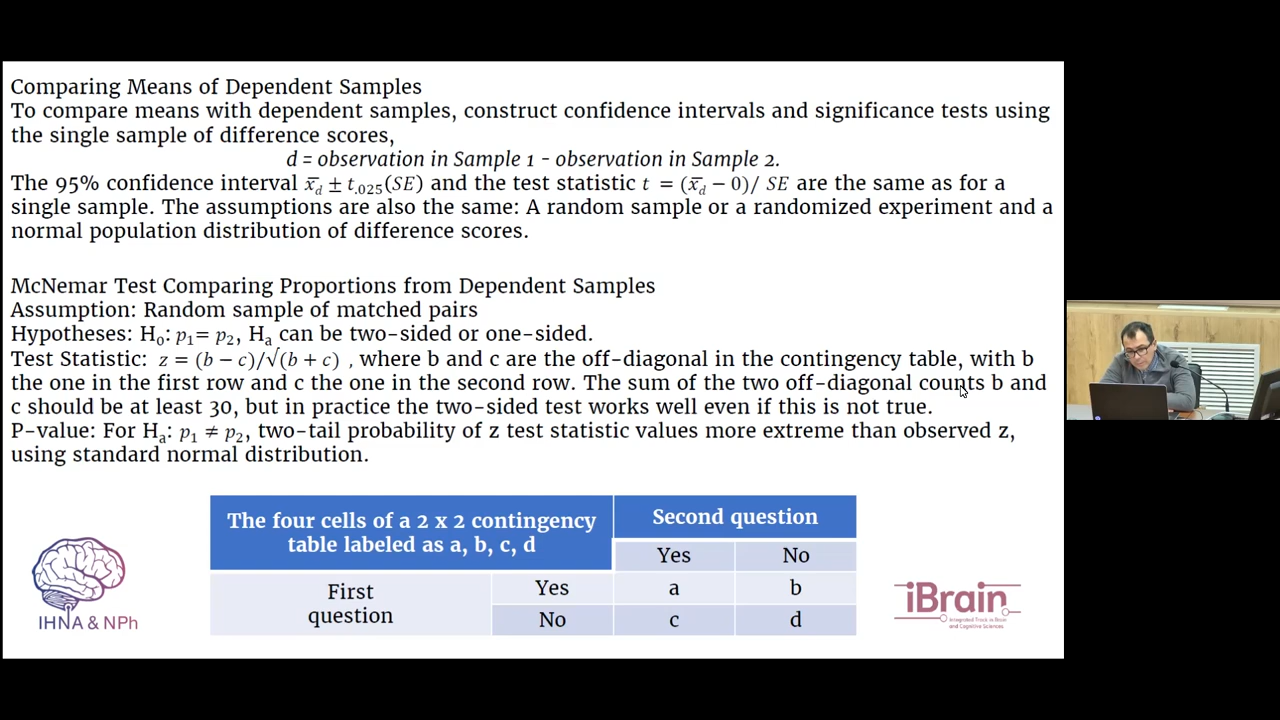 Comparing Means of Dependent Samples
To compare means with dependent samples, construct confidence intervals and significance tests using
the single sample of difference scores,
d = observation in Sample 1 - observation in Sample 2.
The 95% confidence interval x̄_d ± t.₀₂₅(SE) and the test statistic t = (x̄_d − 0)/ SE are the same as for a
single sample. The assumptions are also the same: A random sample or a randomized experiment and a
normal population distribution of difference scores.
McNemar Test Comparing Proportions from Dependent Samples
Assumption: Random sample of matched pairs
Hypotheses: H₀: p₁= p₂, Hₐ can be two-sided or one-sided.
Test Statistic: z = (b − c)/√(b + c) , where b and c are the off-diagonal in the contingency table, with b
the one in the first row and c the one in the second row. The sum of the two off-diagonal counts b and
c should be at least 30, but in practice the two-sided test works well even if this is not true.
P-value: For Hₐ: p₁ ≠ p₂, two-tail probability of z test statistic values more extreme than observed z,
using standard normal distribution.
The four cells of a 2 x 2 contingency
table labeled as a, b, c, d
Second question
Yes No
First
question
Yes a b
No c d
IHNA & NPh
iBrain
Integrated Track in Brain
and Cognitive Sciences